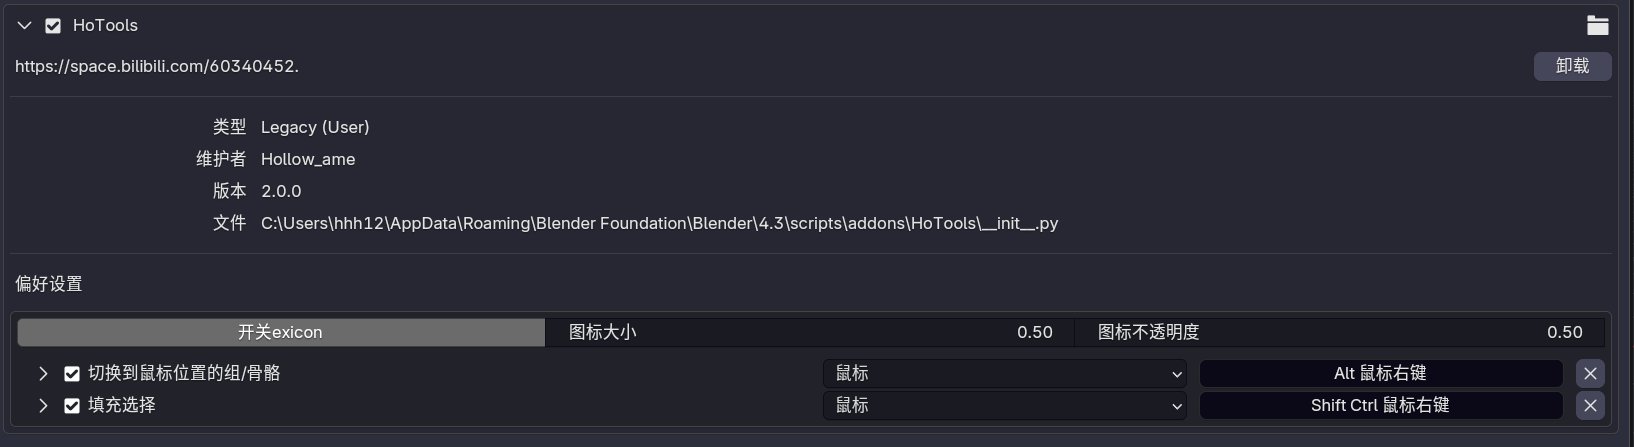 HoTools
https://space.bilibili.com/60340452.
卸载
类型 Legacy (User)
维护者 Hollow_ame
版本 2.0.0
文件 C:\Users\hhh12\AppData\Roaming\Blender Foundation\Blender\4.3\scripts\addons\HoTools\__init__.py
偏好设置
开关exicon 图标大小 0.50 图标不透明度 0.50
切换到鼠标位置的组/骨骼 鼠标 Alt 鼠标右键
填充选择 鼠标 Shift Ctrl 鼠标右键